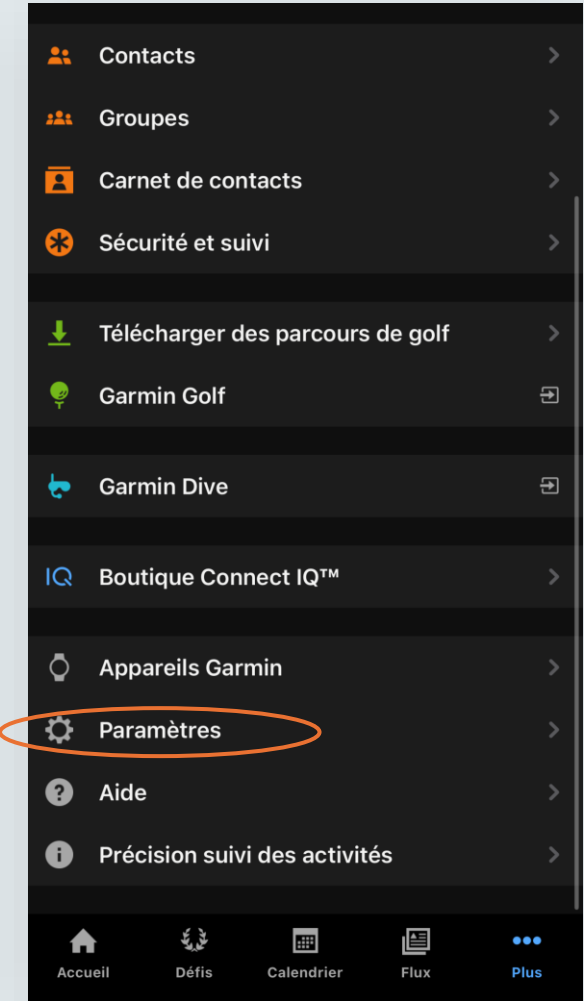 Contacts
Groupes
Carnet de contacts
Sécurité et suivi
Télécharger des parcours de golf
Garmin Golf
Garmin Dive
IQ Boutique Connect IQ™
Appareils Garmin
Paramètres
Aide
Précision suivi des activités
Accueil Défis Calendrier Flux Plus